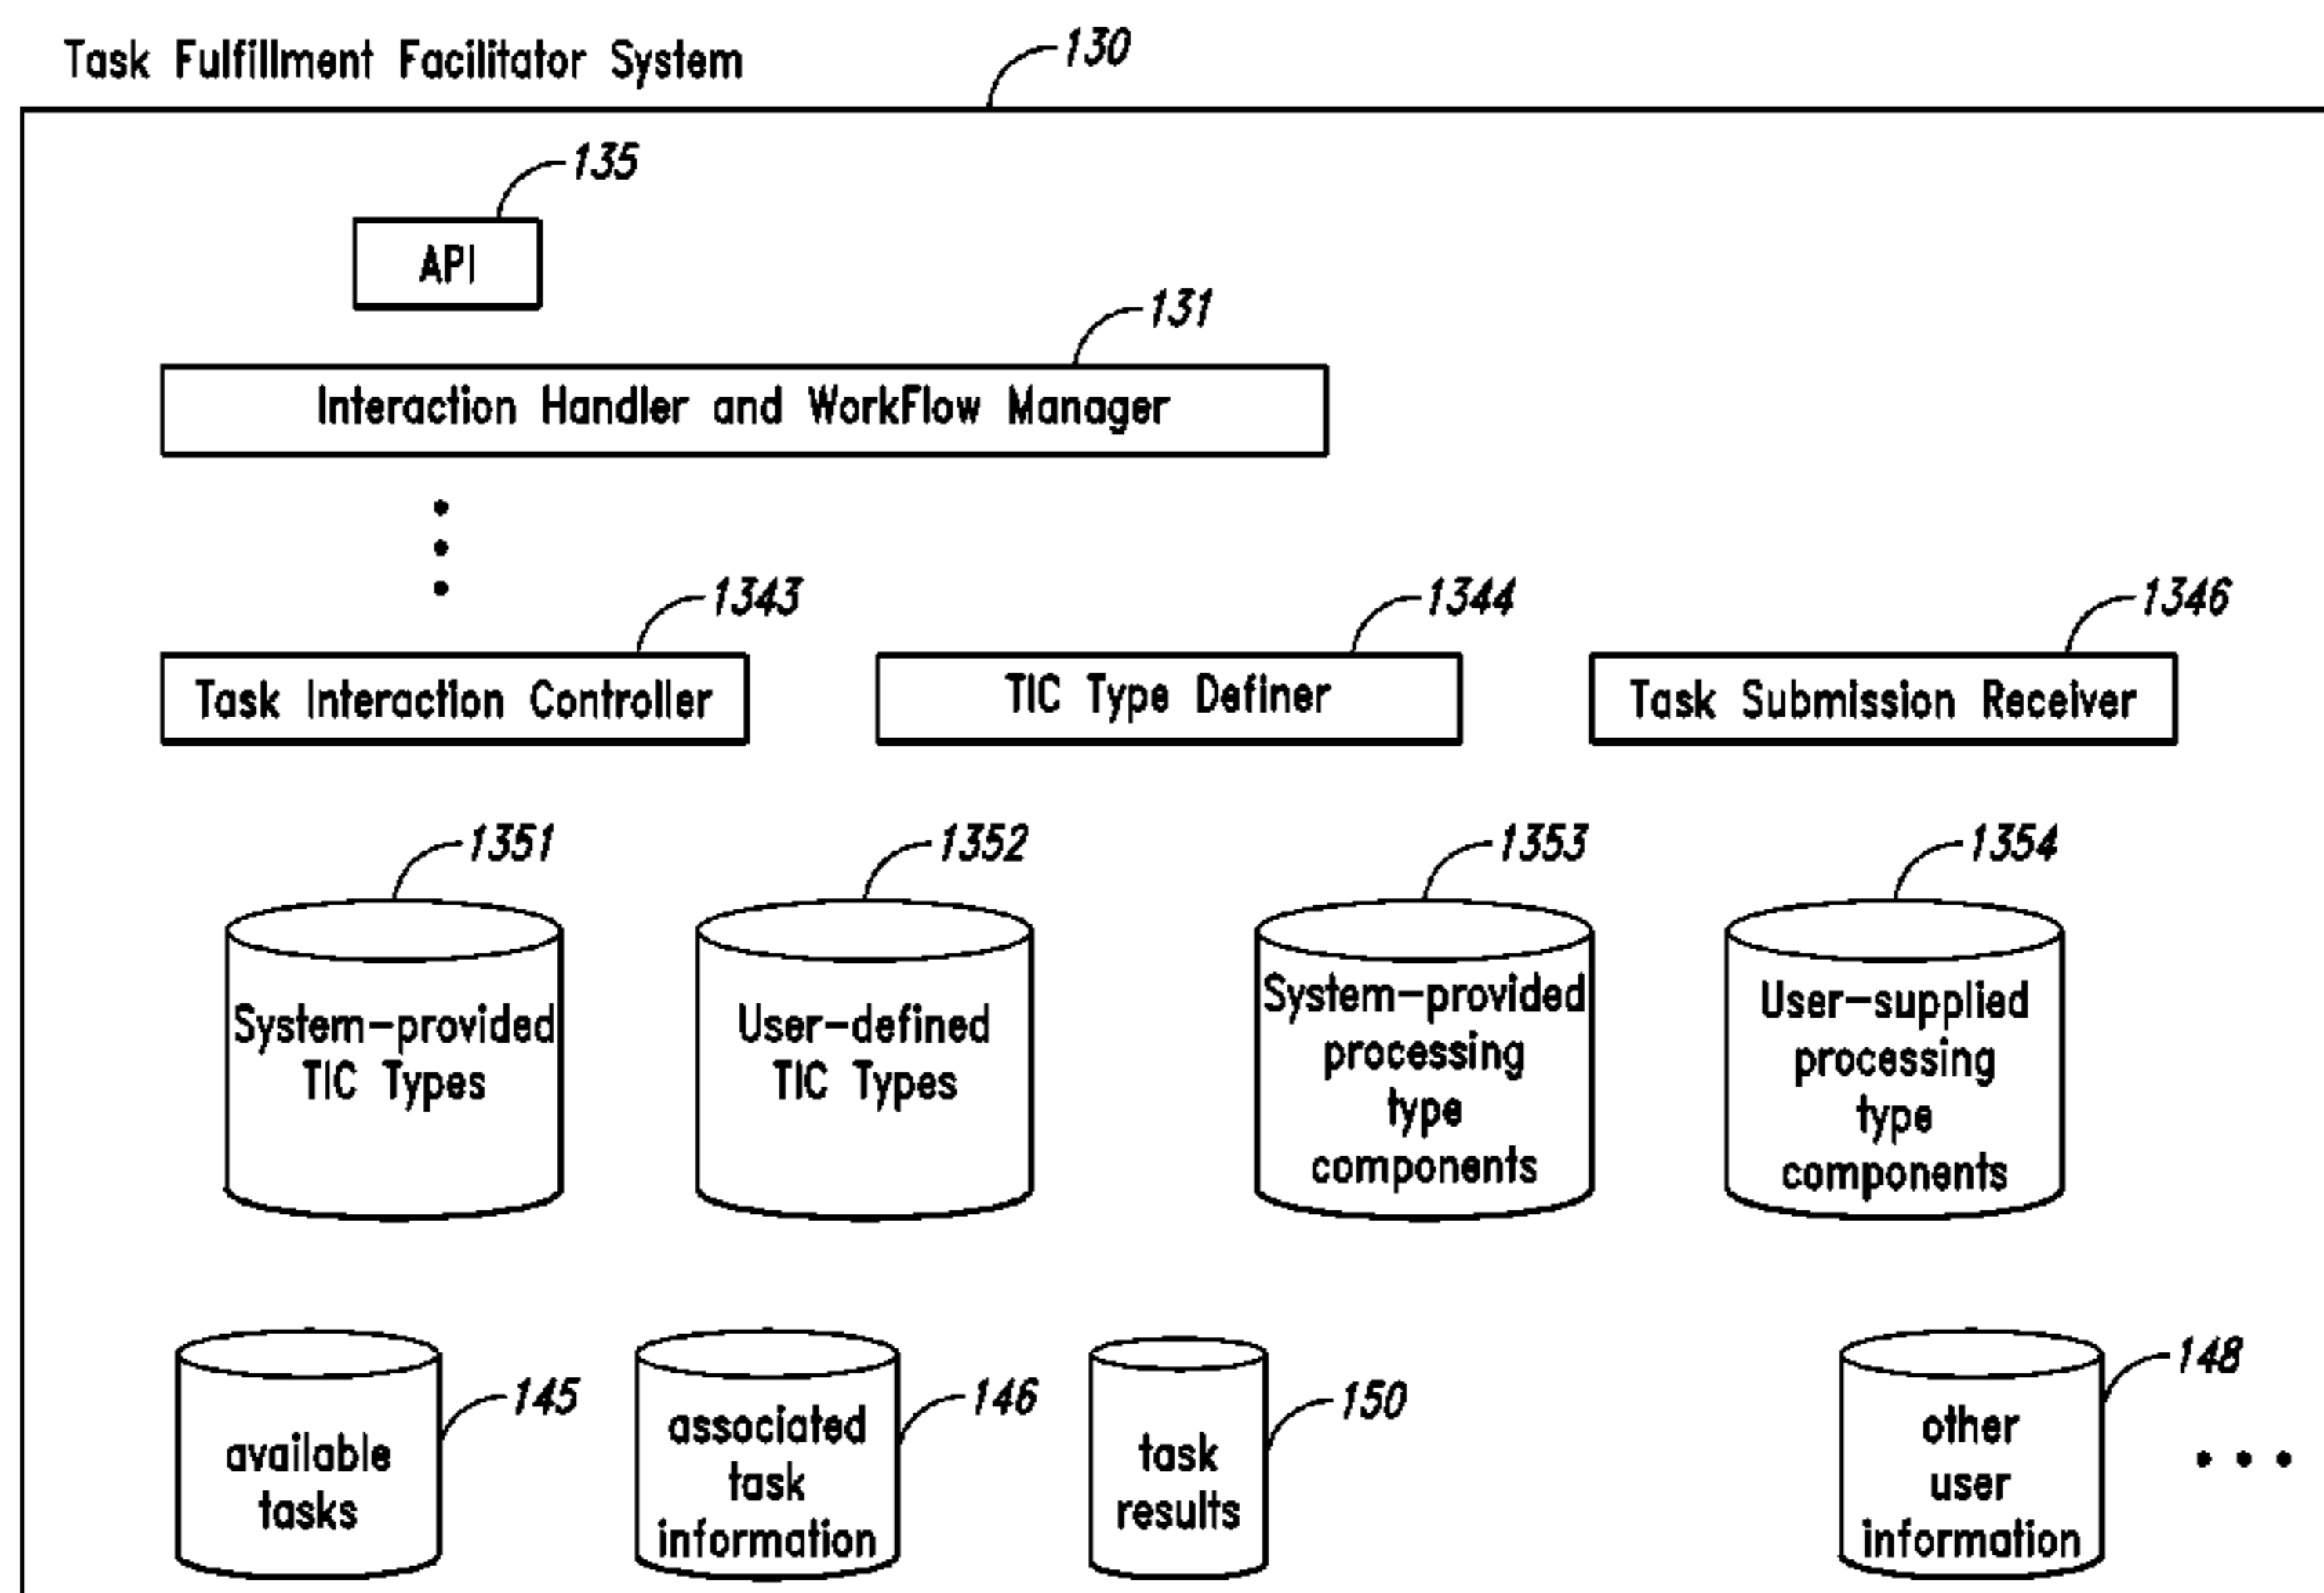 Task Fulfillment Facilitator System
130
135
API
131
Interaction Handler and WorkFlow Manager
1343
1344
1346
Task Interaction Controller
TIC Type Definer
Task Submission Receiver
1351
1352
1353
1354
System-provided
TIC Types
User-defined
TIC Types
System-provided
processing
type
components
User-supplied
processing
type
components
145
available
tasks
146
associated
task
information
150
task
results
148
other
user
information